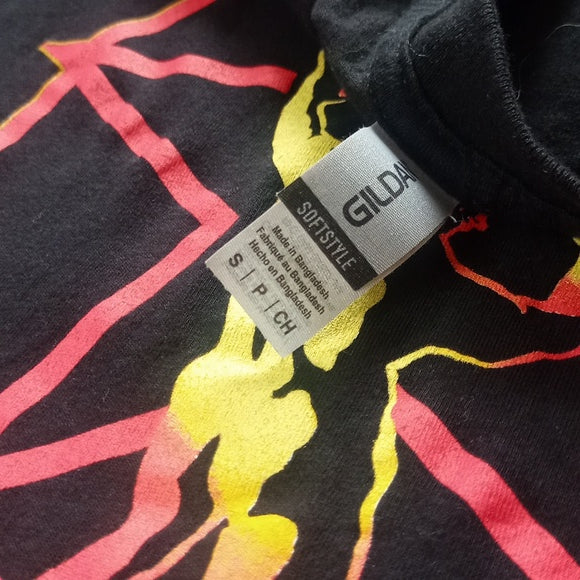 GILDAN
SOFTSTYLE
Made in Bangladesh
Fabriqué au Bangladesh
Hecho en Bangladesh
S | P | CH